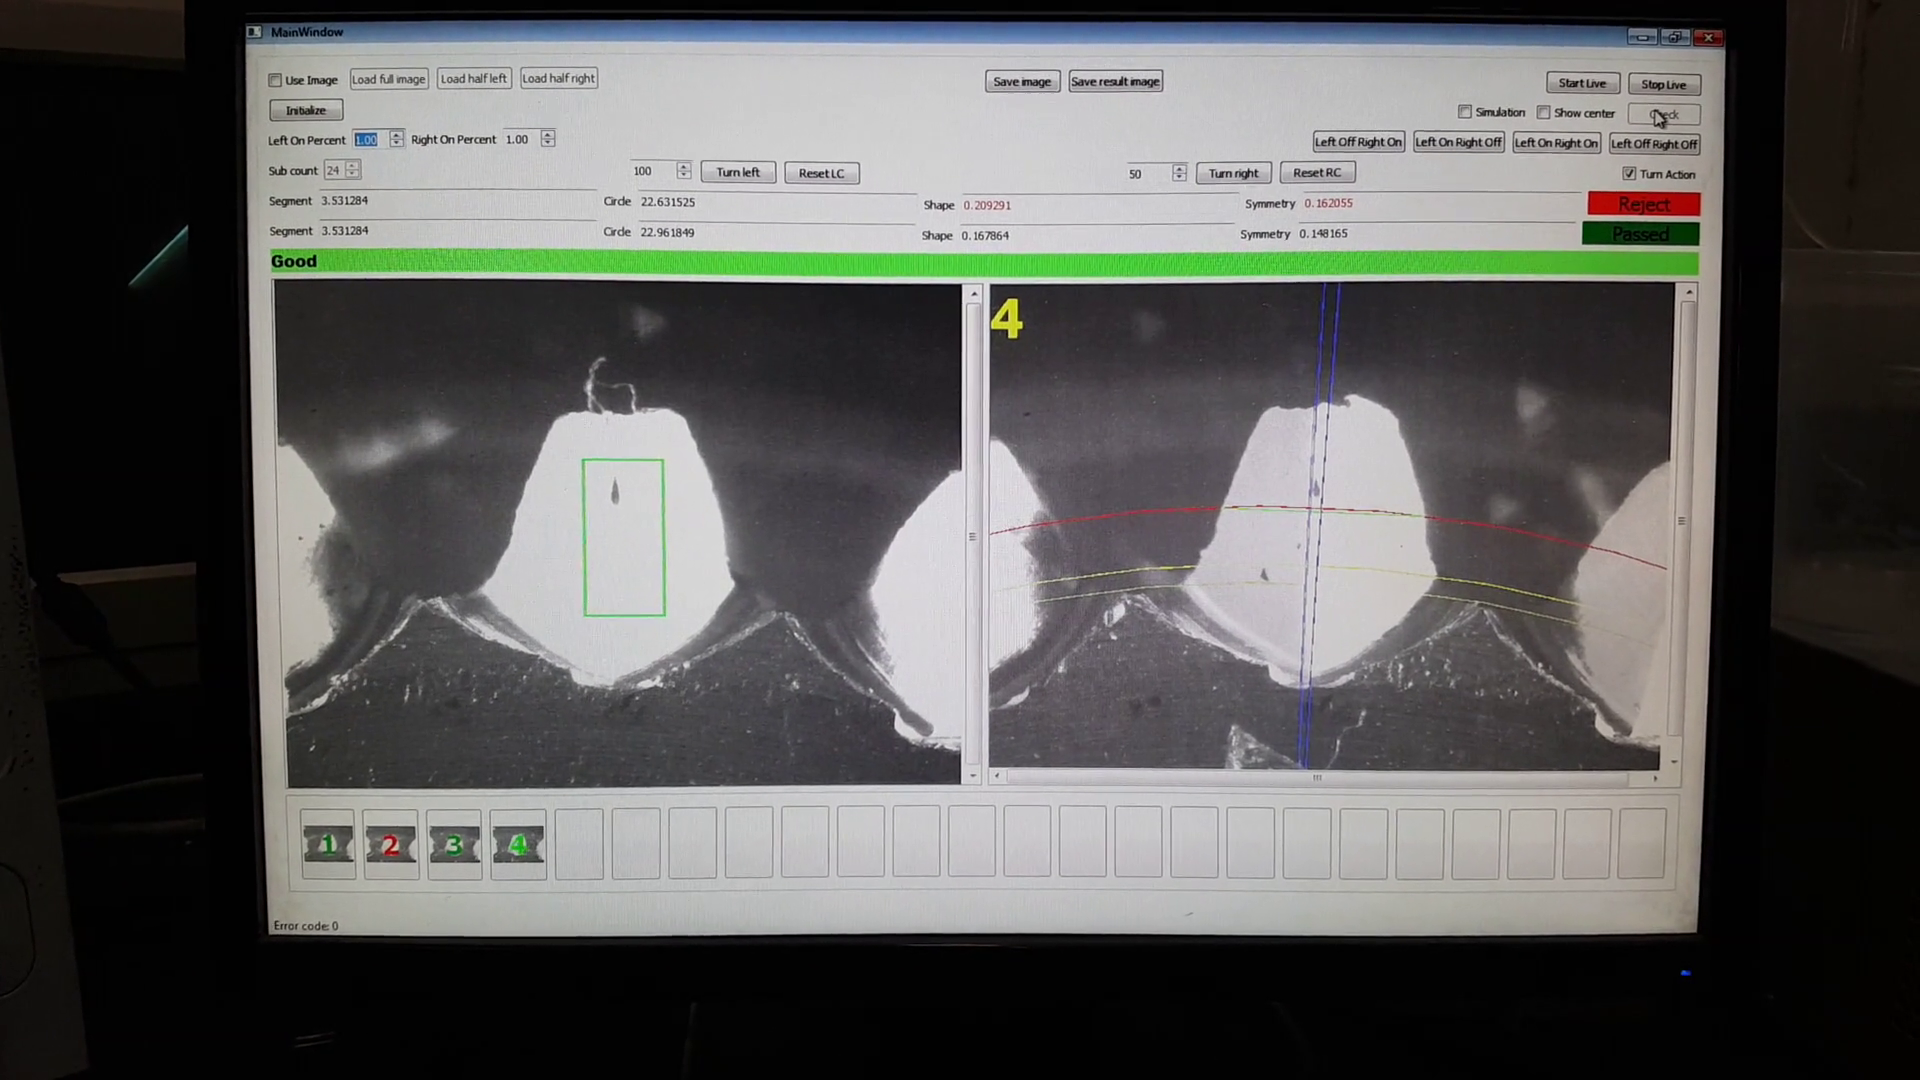 MainWindow
Use Image Load full image Load half left Load half right Save image Save result image Start Live Stop Live
Initialize Simulation Show center Check
Left On Percent 1.00 Right On Percent 1.00 Left Off Right On Left On Right Off Left On Right On Left Off Right Off
Sub count 24 100 Turn left Reset LC 50 Turn right Reset RC Turn Action
Segment 3.531284 Circle 22.631525 Shape 0.209291 Symmetry 0.162055 Reject
Segment 3.531284 Circle 22.961849 Shape 0.167864 Symmetry 0.148165 Passed
Good
4
1 2 3 4
Error code: 0